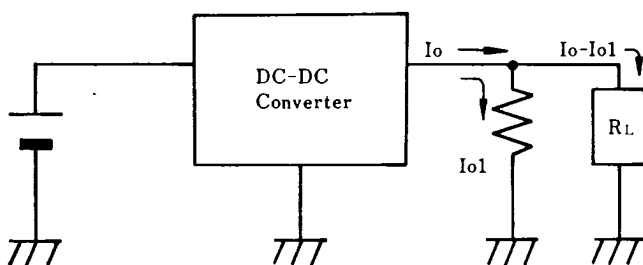 Io
Io-Io1
DC-DC
Converter
RL
Io1